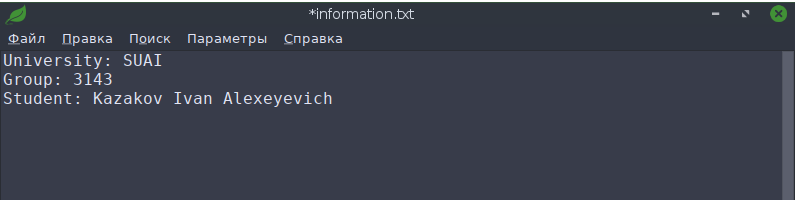 *information.txt
Файл Правка Поиск Параметры Справка
University: SUAI
Group: 3143
Student: Kazakov Ivan Alexeyevich